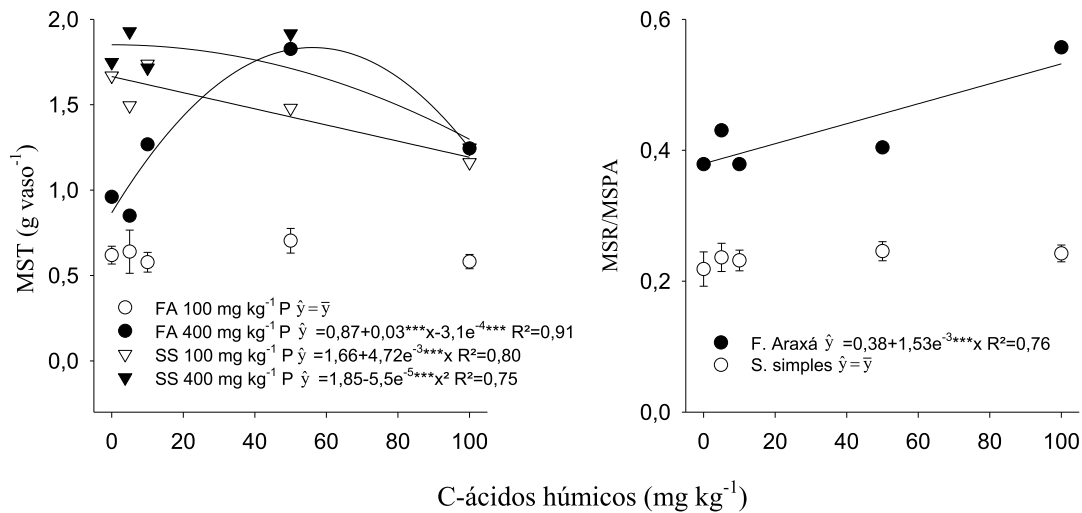 2,0
1,5
1,0
0,5
0,0
MST (g vaso⁻¹)
FA 100 mg kg⁻¹ P ŷ = ȳ
FA 400 mg kg⁻¹ P ŷ =0,87+0,03***x-3,1e⁻⁴*** R²=0,91
SS 100 mg kg⁻¹ P ŷ =1,66+4,72e⁻³***x R²=0,80
SS 400 mg kg⁻¹ P ŷ =1,85-5,5e⁻⁵***x² R²=0,75
0 20 40 60 80 100
0,6
0,4
0,2
0,0
MSR/MSPA
F. Araxá ŷ =0,38+1,53e⁻³***x R²=0,76
S. simples ŷ = ȳ
0 20 40 60 80 100
C-ácidos húmicos (mg kg⁻¹)